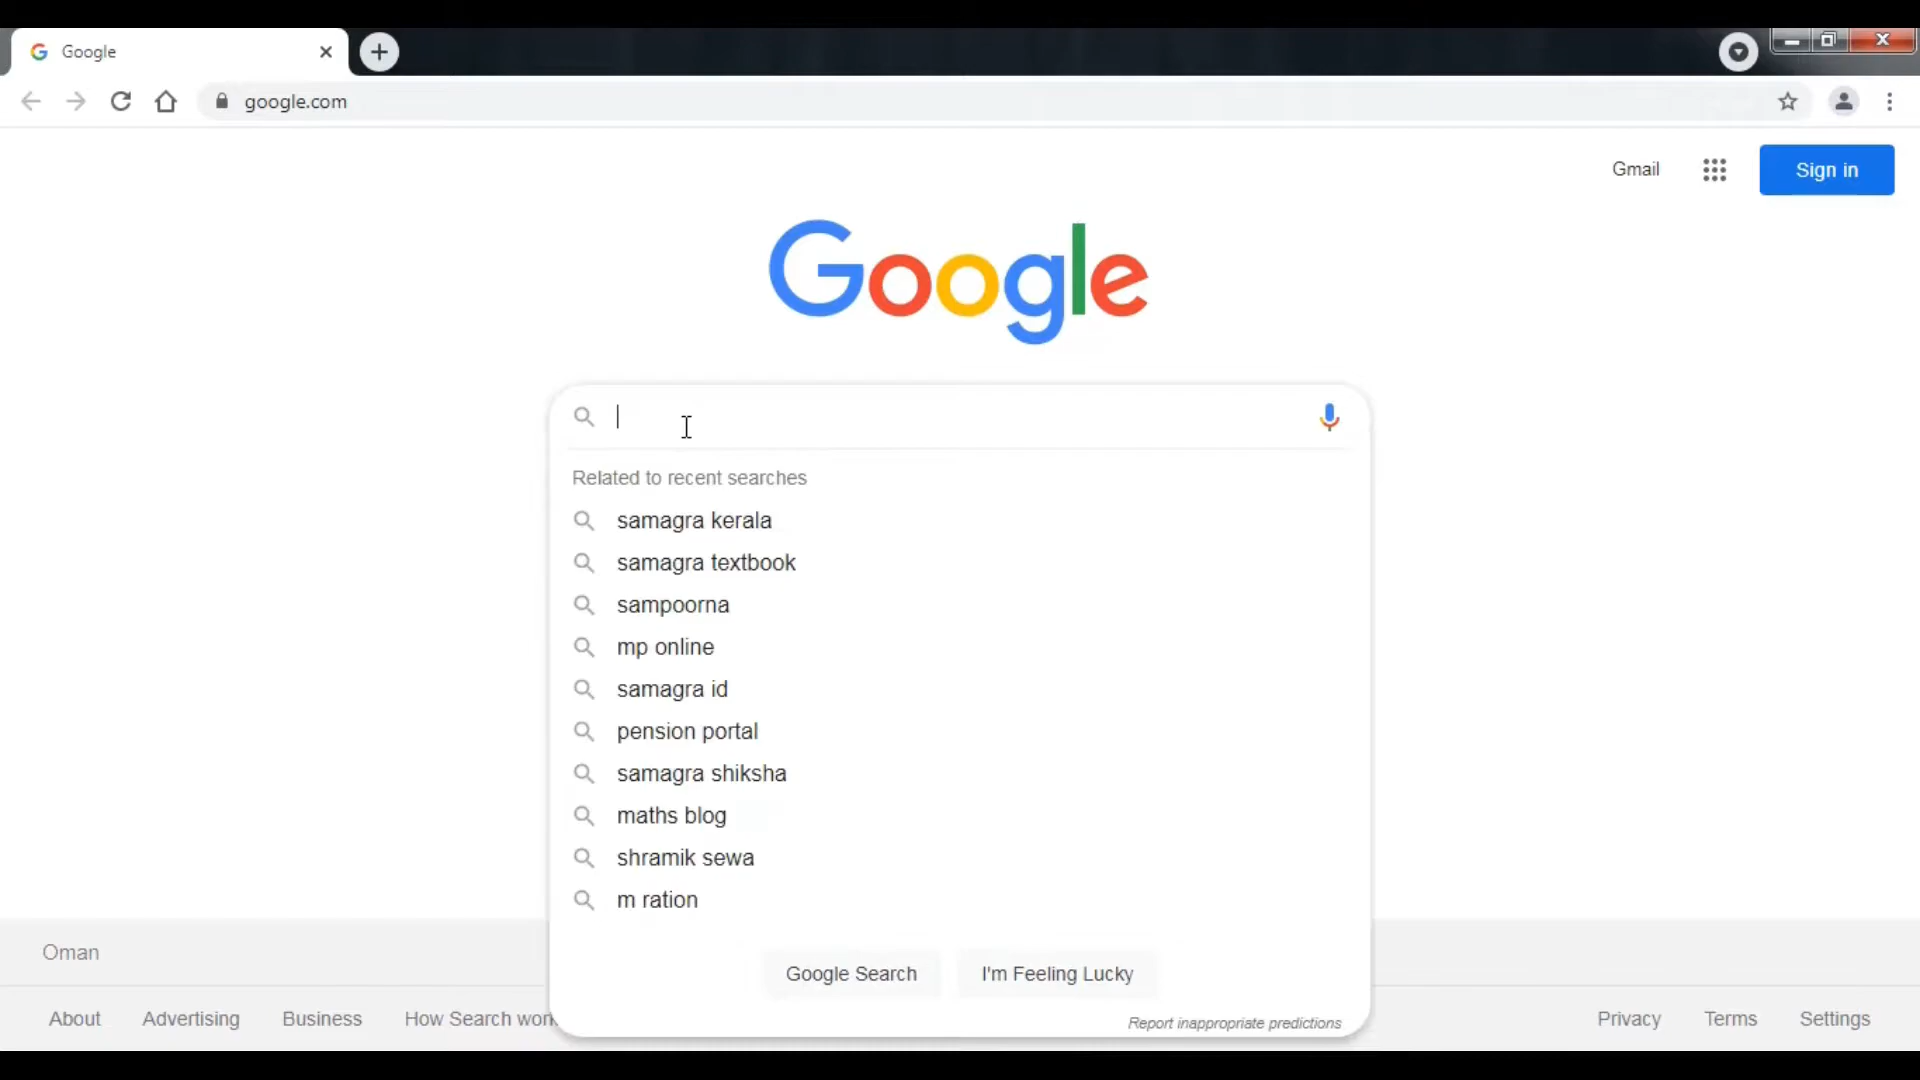 Google
google.com
Gmail
Sign in
Google
Related to recent searches
samagra kerala
samagra textbook
sampoorna
mp online
samagra id
pension portal
samagra shiksha
maths blog
shramik sewa
m ration
Oman
Google Search I'm Feeling Lucky
Report inappropriate predictions
About Advertising Business How Search wor
Privacy Terms Settings